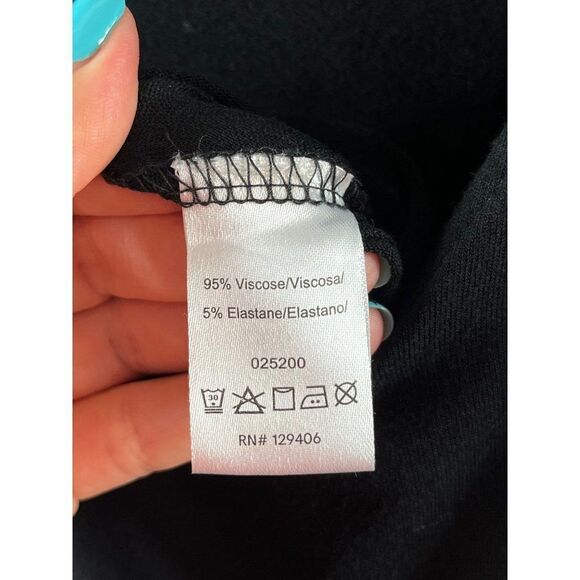 95% Viscose/Viscosa/
5% Elastane/Elastano/
025200
30
RN# 129406